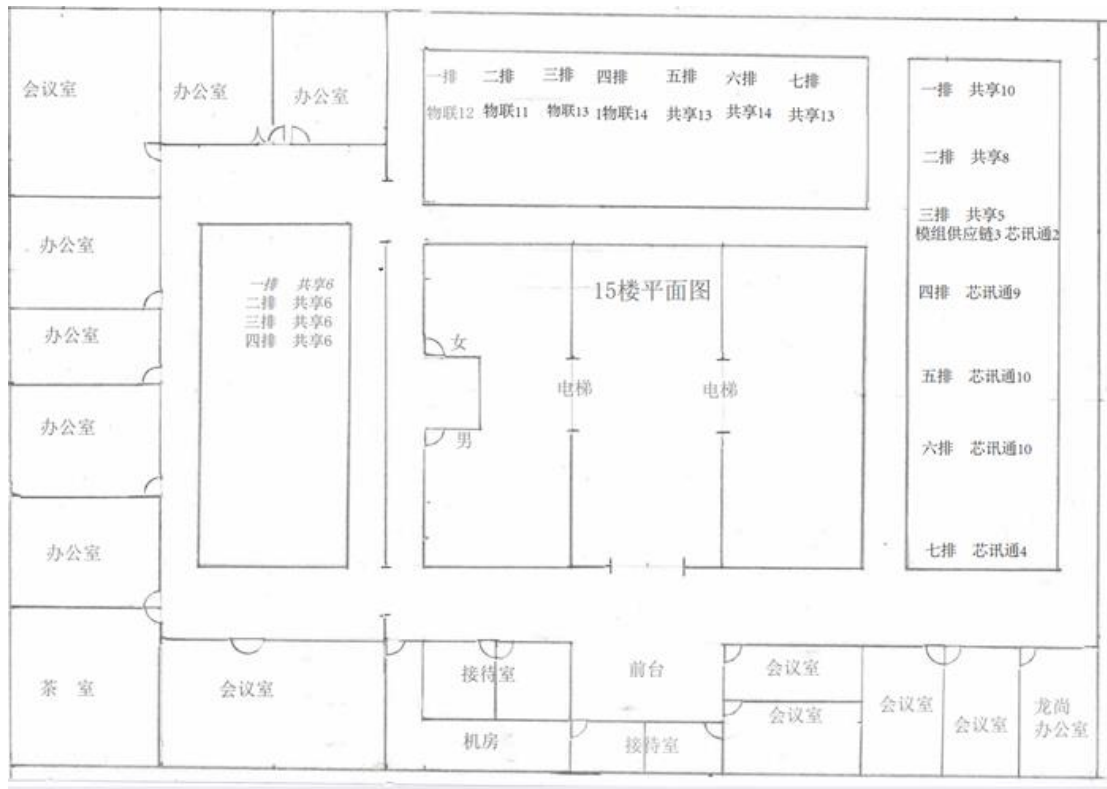 会议室
办公室
办公室
一排 二排 三排 四排 五排 六排 七排
物联12 物联11 物联13 1物联14 共享13 共享14 共享13
一排 共享10
二排 共享8
三排 共享5
模组供应链3 芯讯通2
四排 芯讯通9
五排 芯讯通10
六排 芯讯通10
七排 芯讯通4
办公室
办公室
办公室
办公室
一排 共享6
二排 共享6
三排 共享6
四排 共享6
15楼平面图
女
电梯
电梯
男
茶 室
会议室
接待室
机房
前台
接待室
会议室
会议室
会议室
会议室
龙尚
办公室